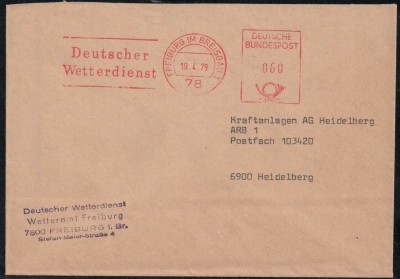 Deutscher
Wetterdienst
FREIBURG IM BREISGAU 1
19.4.79
78
DEUTSCHE
BUNDESPOST
060
Kraftanlagen AG Heidelberg
ARB 1
Postfach 103420
6900 Heidelberg
Deutscher Wetterdienst
Wetteramt Freiburg
7800 FREIBURG i. Br.
Stefan-Meier-Straße 4